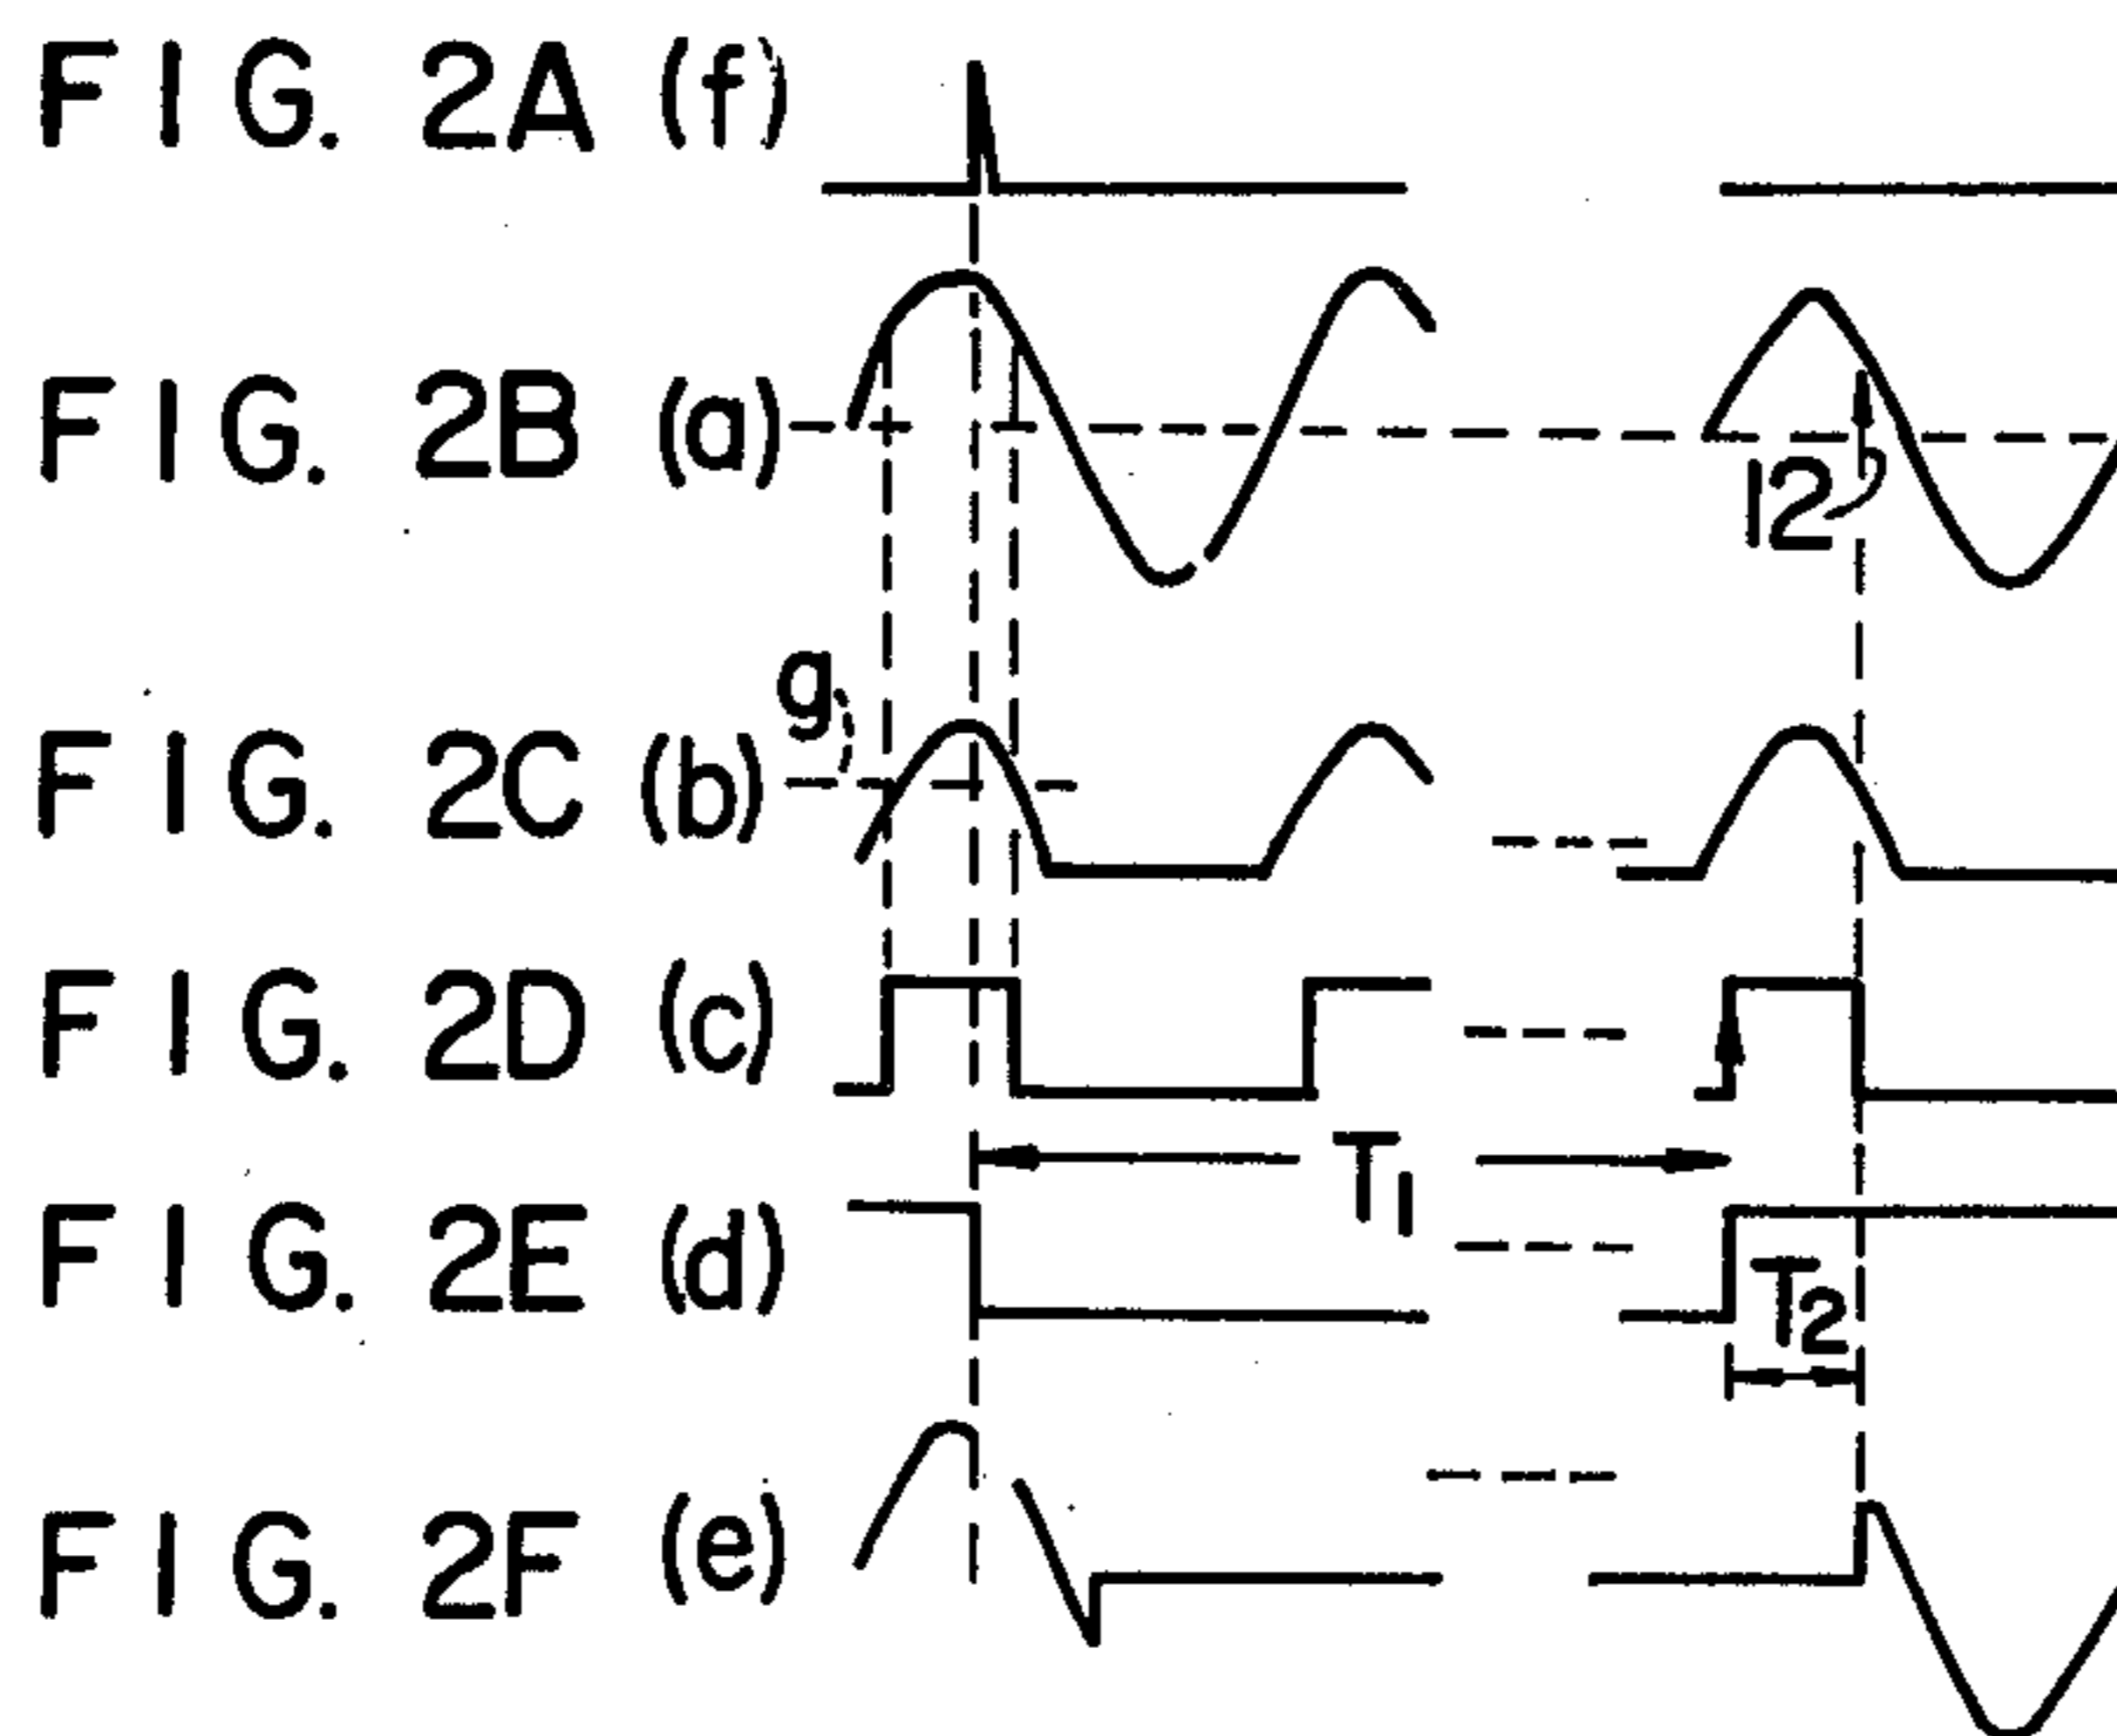 FIG. 2A (f)
FIG. 2B (a)
12
g
FIG. 2C (b)
FIG. 2D (c)
T1
FIG. 2E (d)
T2
FIG. 2F (e)